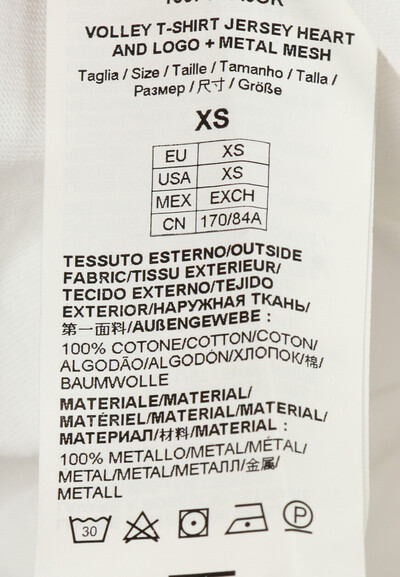 VOLLEY T-SHIRT JERSEY HEART
AND LOGO + METAL MESH
Taglia / Size / Taille / Tamanho / Talla /
Размер / 尺寸 / Größe
XS
EU XS
USA XS
MEX EXCH
CN 170/84A
TESSUTO ESTERNO/OUTSIDE
FABRIC/TISSU EXTERIEUR/
TECIDO EXTERNO/TEJIDO
EXTERIOR/НАРУЖНАЯ ТКАНЬ/
第一面料/AUßENGEWEBE :
100% COTONE/COTTON/COTON/
ALGODÃO/ALGODÓN/ХЛОПОК/棉/
BAUMWOLLE
MATERIALE/MATERIAL/
MATÉRIEL/MATERIAL/MATERIAL/
МАТЕРИАЛ/材料/MATERIAL :
100% METALLO/METAL/MÉTAL/
METAL/METAL/МЕТАЛЛ/金属/
METALL
30 P